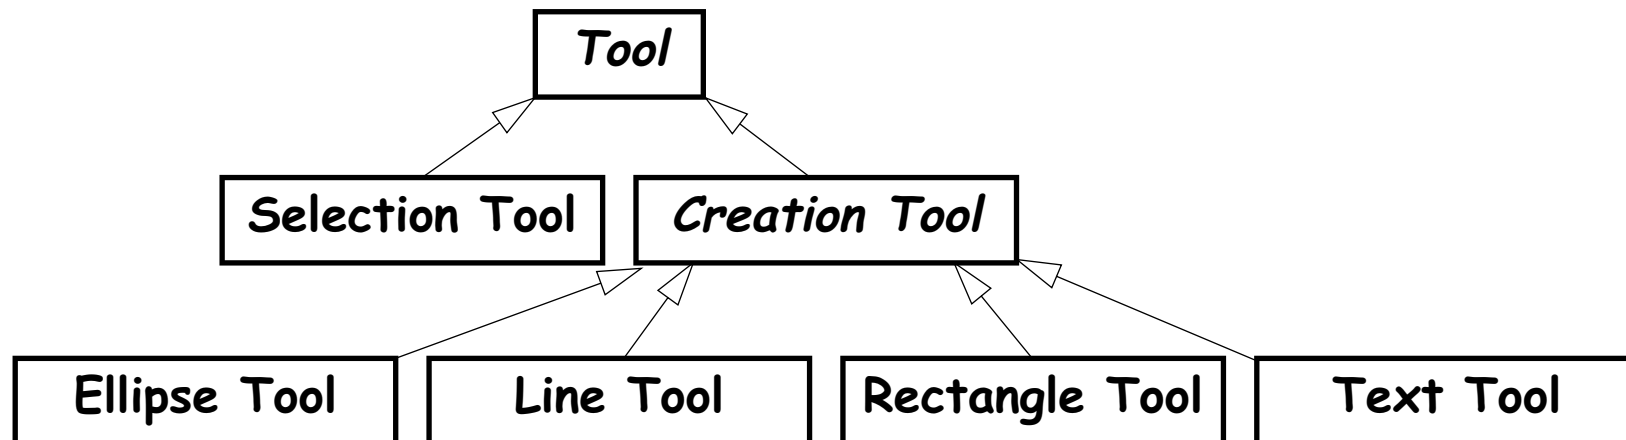 Tool
Selection Tool
Creation Tool
Ellipse Tool
Line Tool
Rectangle Tool
Text Tool